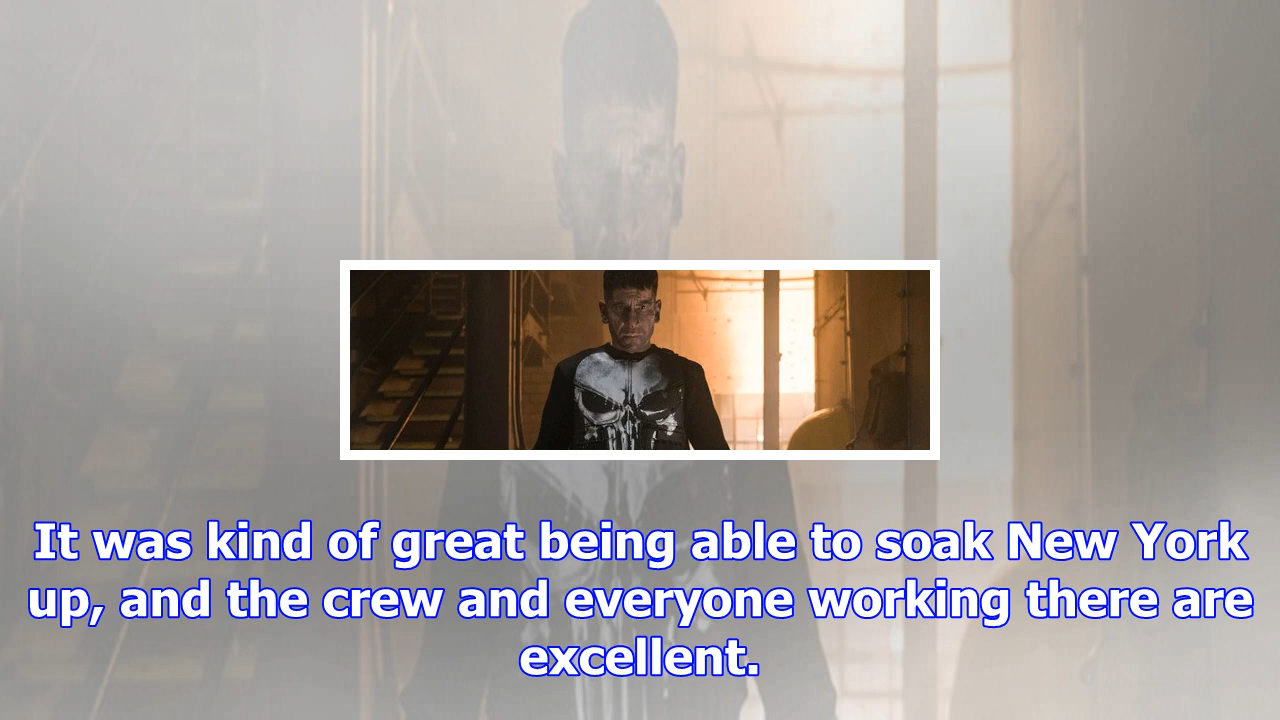 It was kind of great being able to soak New York
up, and the crew and everyone working there are
excellent.